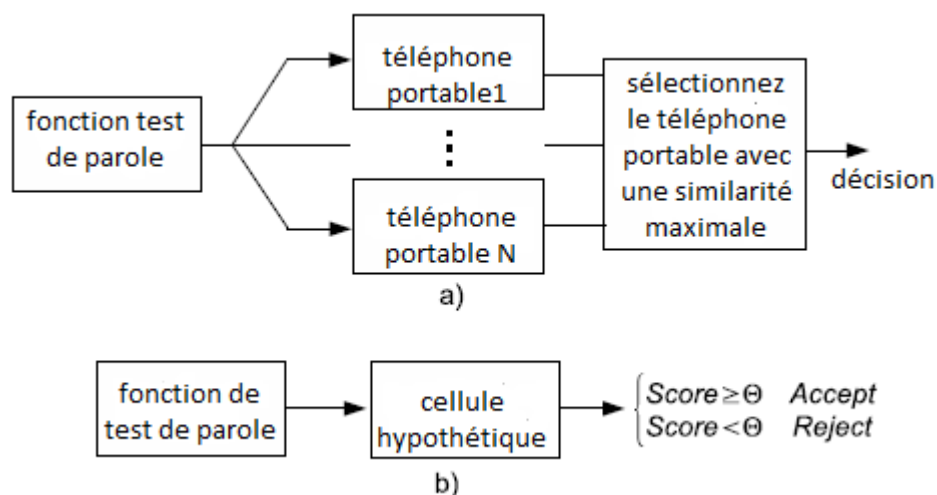 téléphone
portable1
fonction test
de parole
téléphone
portable N
sélectionnez
le téléphone
portable avec
une similarité
maximale
décision
a)
fonction de
test de parole
cellule
hypothétique
Score≥Θ Accept
Score<Θ Reject
b)